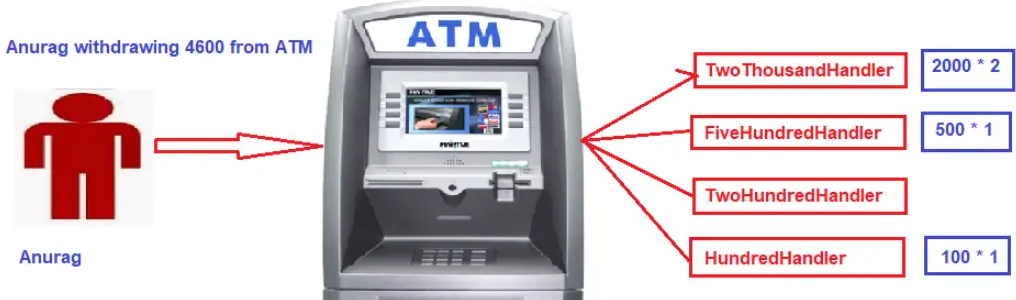 Anurag withdrawing 4600 from ATM
ATM
TwoThousandHandler
2000 * 2
FiveHundredHandler
500 * 1
TwoHundredHandler
HundredHandler
100 * 1
Anurag